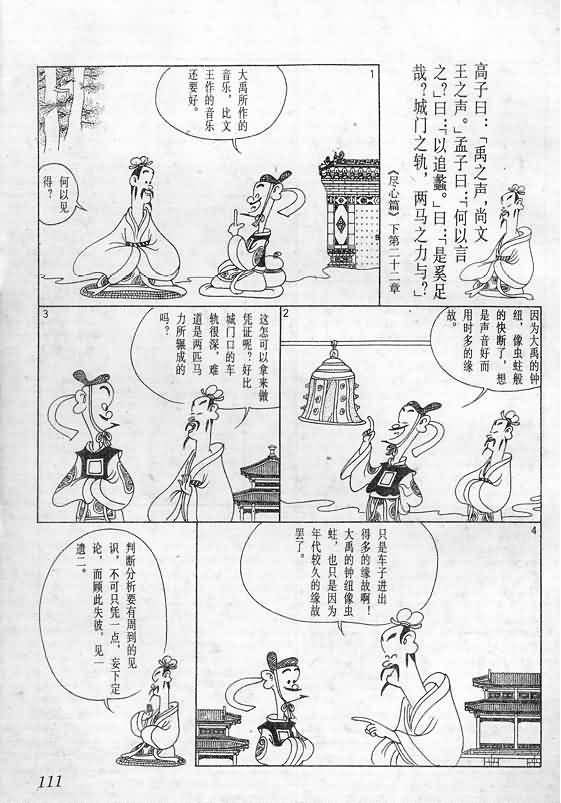 高子曰：「禹之声，尚文
王之声。」孟子曰：「何以言
之？」曰：「以追蠡。」曰：「是奚足
哉？城门之轨，两马之力与？」
《尽心篇》下第二十二章
1
大禹所作的
音乐，比文
王作的音乐
还要好。
何以见
得？
2
因为大禹的钟
纽，像虫蛀般
的快断了，想
是声音好而
用时多的缘
故。
3
这怎可以拿来做
凭证呢？好比
城门口的车
轨很深，难
道是两匹马
力所辗成的
吗？
4
只是车子进出
得多的缘故啊！
大禹的钟纽像虫
蛀，也只是因为
年代较久的缘故
罢了。
判断分析要有周到的见
识，不可只凭一点，妄下定
论，而顾此失彼，见一
遗二。
111